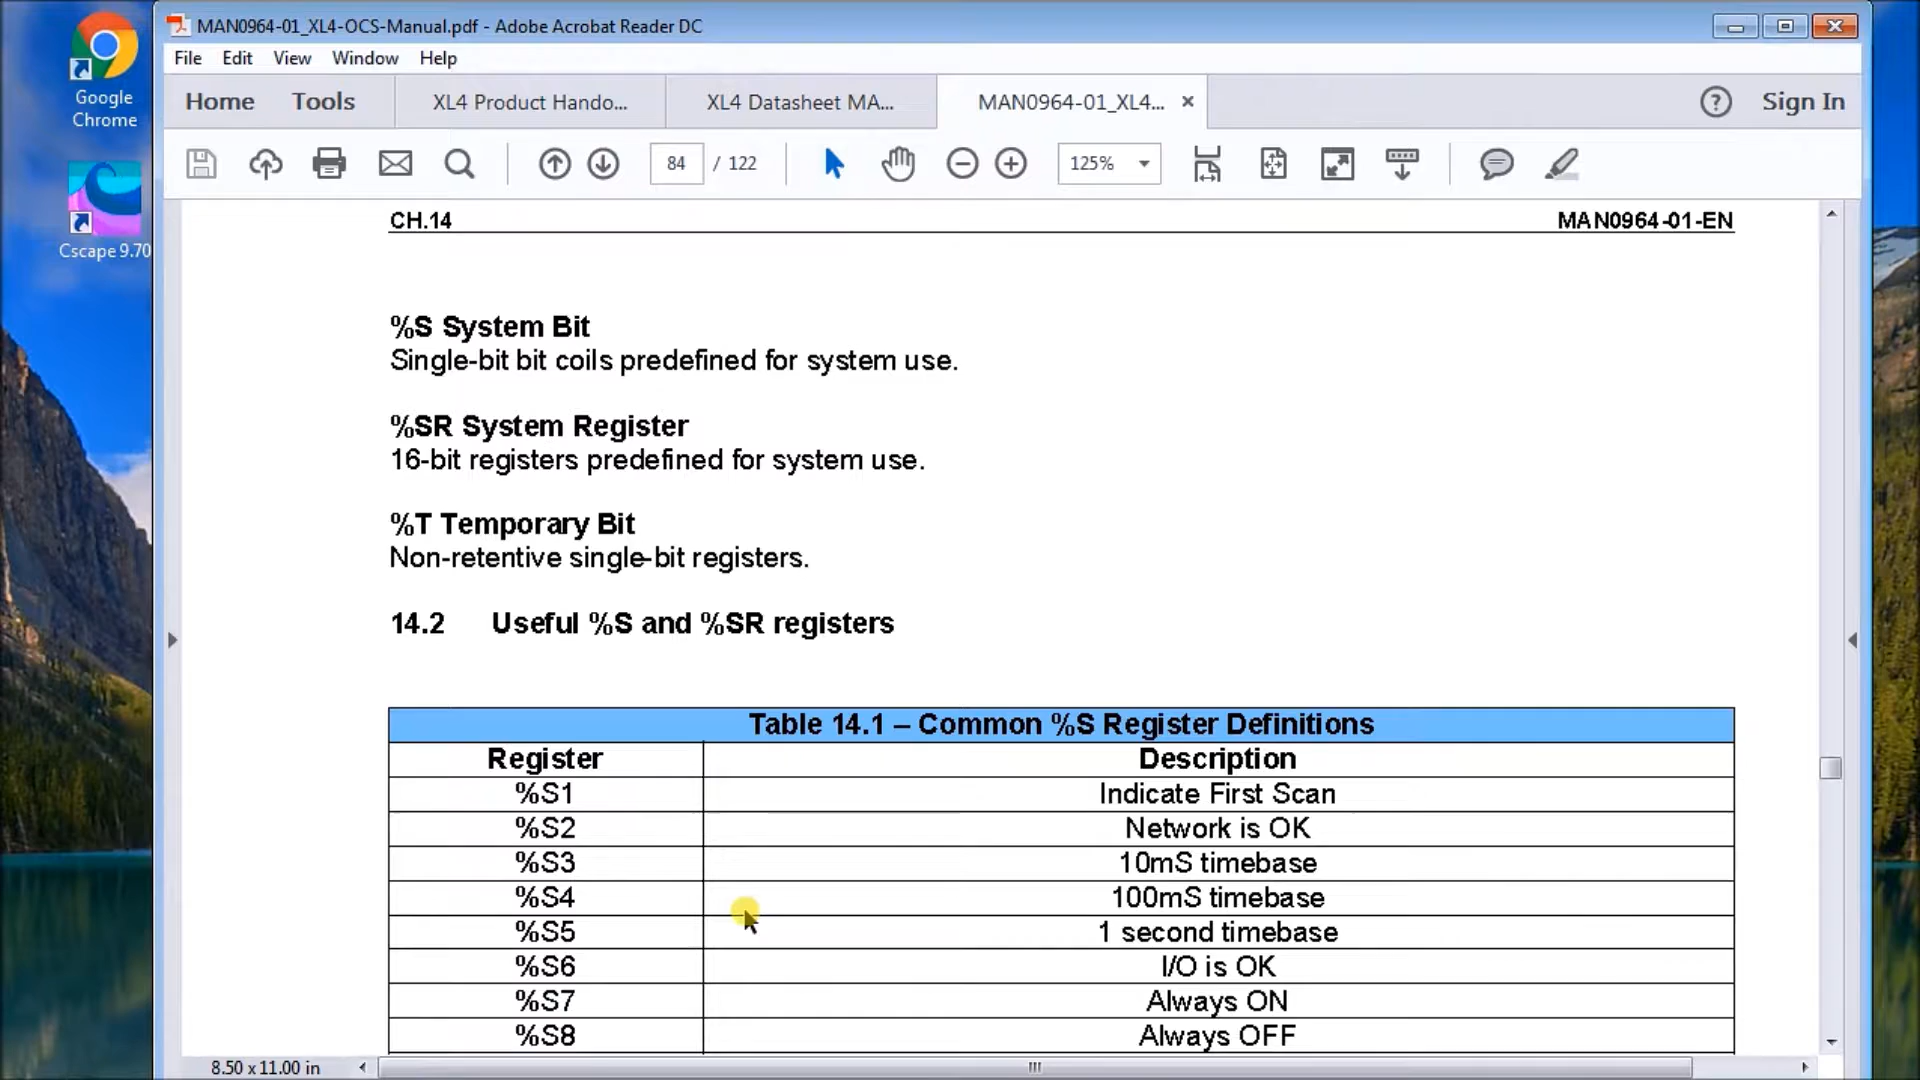 MAN0964-01_XL4-OCS-Manual.pdf - Adobe Acrobat Reader DC
File Edit View Window Help
Home Tools XL4 Product Hando... XL4 Datasheet MA... MAN0964-01_XL4... Sign In
84 / 122 125%
Google
Chrome
Cscape 9.70
CH.14 MAN0964-01-EN
%S System Bit
Single-bit bit coils predefined for system use.
%SR System Register
16-bit registers predefined for system use.
%T Temporary Bit
Non-retentive single-bit registers.
14.2 Useful %S and %SR registers
Table 14.1 – Common %S Register Definitions
Register Description
%S1 Indicate First Scan
%S2 Network is OK
%S3 10mS timebase
%S4 100mS timebase
%S5 1 second timebase
%S6 I/O is OK
%S7 Always ON
%S8 Always OFF
8.50 x 11.00 in